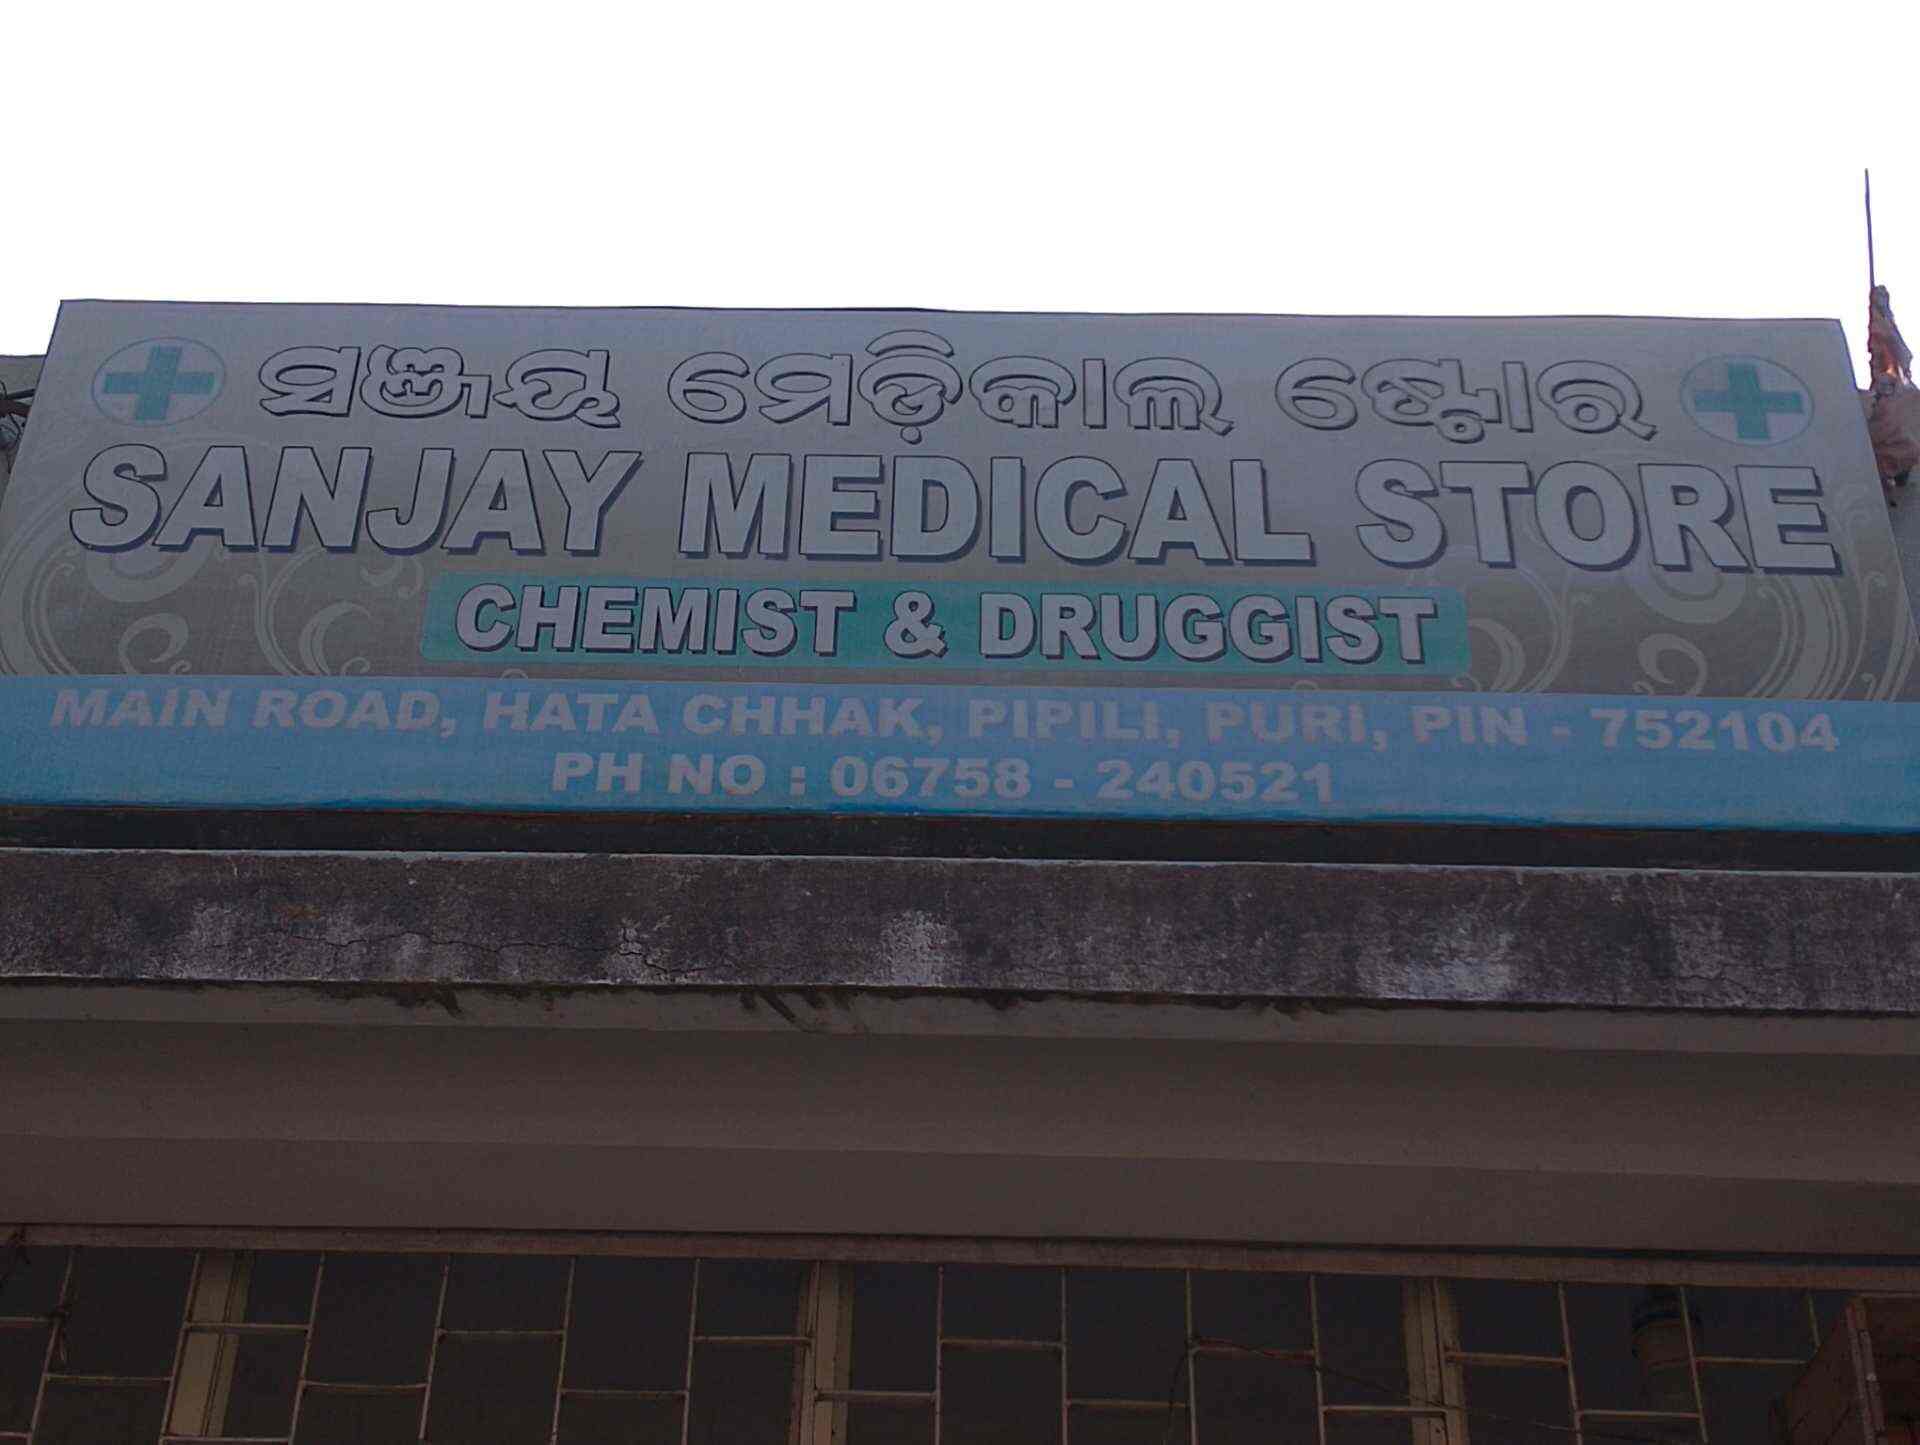 ସଞ୍ଜୟ ମେଡ଼ିକାଲ ଷ୍ଟୋର
SANJAY MEDICAL STORE
CHEMIST & DRUGGIST
MAIN ROAD, HATA CHHAK, PIPILI, PURI, PIN - 752104
PH NO : 06758 - 240521